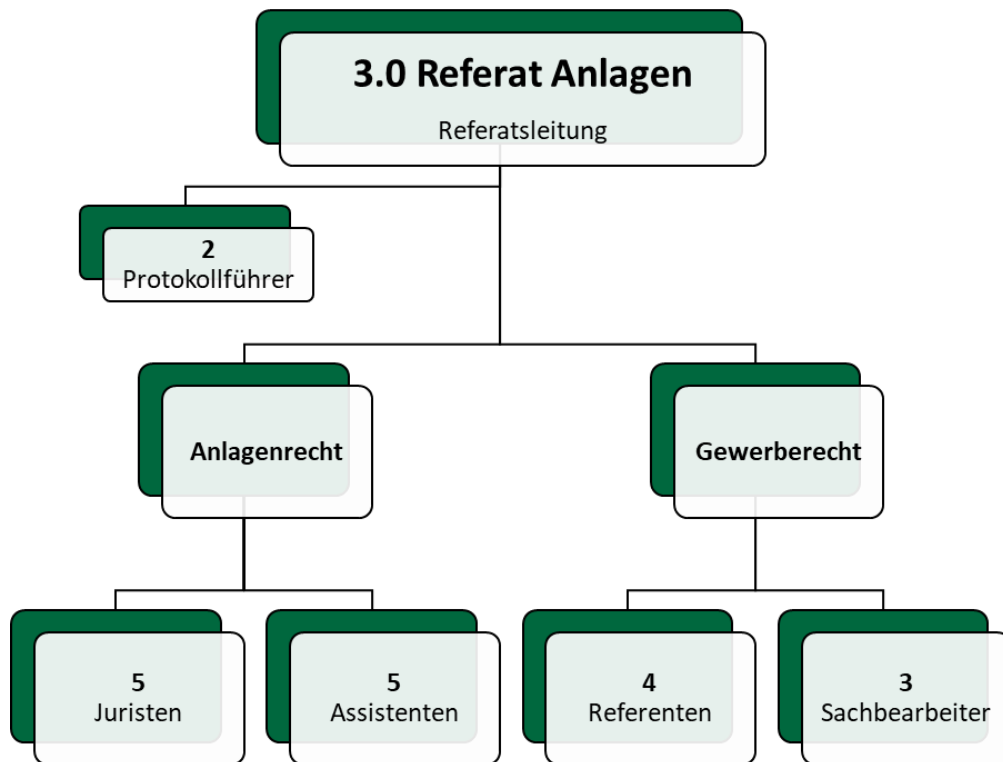 3.0 Referat Anlagen
Referatsleitung
2
Protokollführer
Anlagenrecht
Gewerberecht
5
Juristen
5
Assistenten
4
Referenten
3
Sachbearbeiter